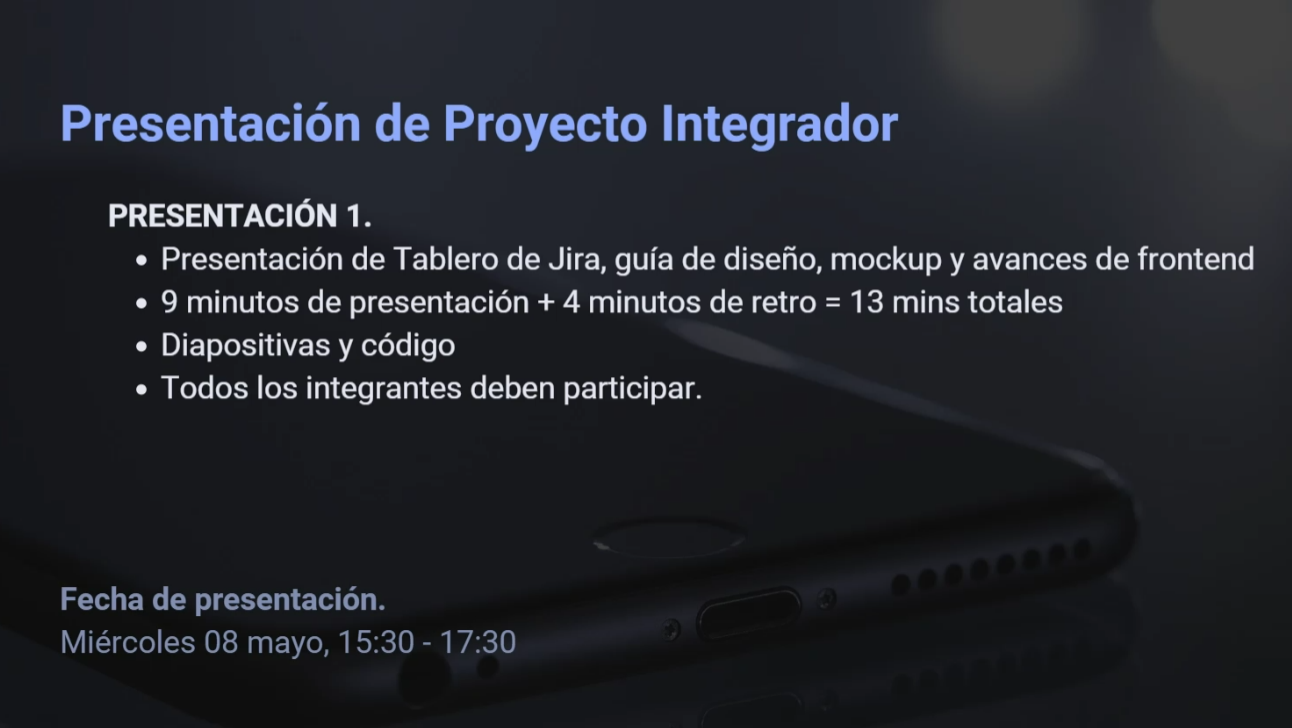 Presentación de Proyecto Integrador
PRESENTACIÓN 1.
• Presentación de Tablero de Jira, guía de diseño, mockup y avances de frontend
• 9 minutos de presentación + 4 minutos de retro = 13 mins totales
• Diapositivas y código
• Todos los integrantes deben participar.
Fecha de presentación.
Miércoles 08 mayo, 15:30 - 17:30